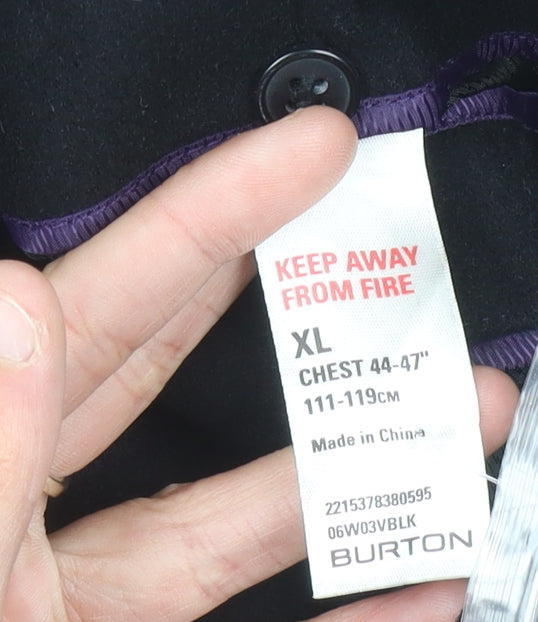 KEEP AWAY
FROM FIRE
XL
CHEST 44-47"
111-119CM
Made in China
2215378380595
06W03VBLK
BURTON